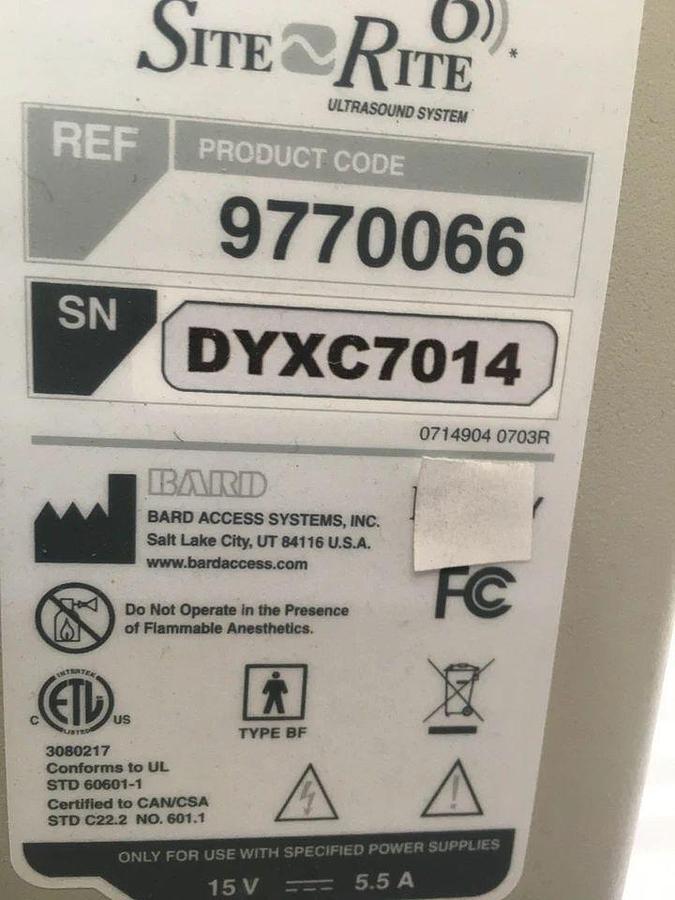 SITE RITE 6
*
ULTRASOUND SYSTEM
REF PRODUCT CODE
9770066
SN DYXC7014
0714904 0703R
BARD
BARD ACCESS SYSTEMS, INC.
Salt Lake City, UT 84116 U.S.A.
www.bardaccess.com
FC
Do Not Operate in the Presence
of Flammable Anesthetics.
INTERTEK
C ETL US
LISTED
TYPE BF
3080217
Conforms to UL
STD 60601-1
Certified to CAN/CSA
STD C22.2 NO. 601.1
!
ONLY FOR USE WITH SPECIFIED POWER SUPPLIES
15 V 5.5 A